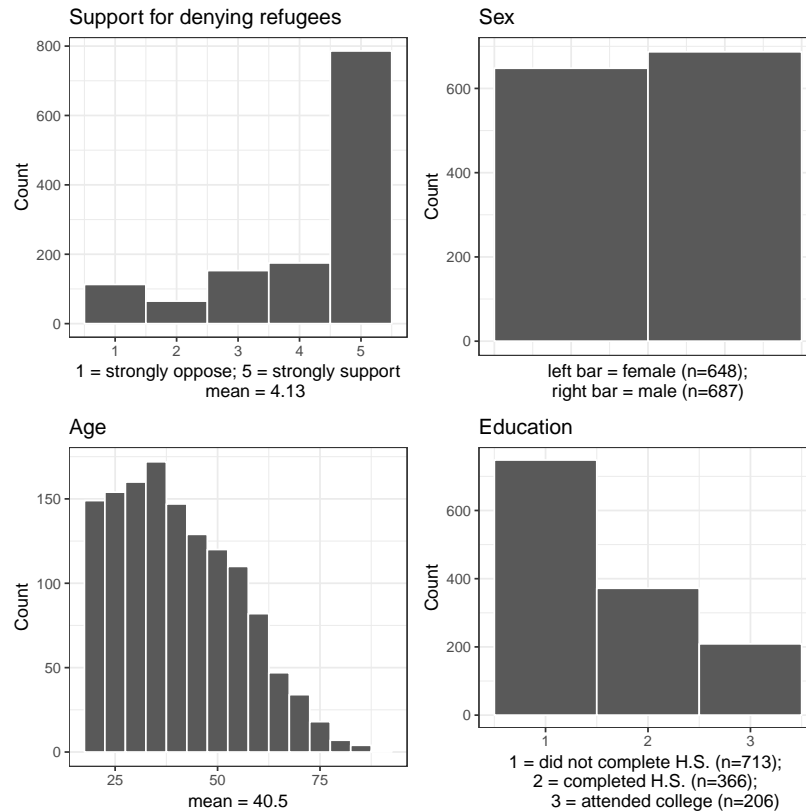 Support for denying refugees
800
600
400
200
0
Count
1 2 3 4 5
1 = strongly oppose; 5 = strongly support
mean = 4.13
Sex
600
400
200
0
Count
left bar = female (n=648);
right bar = male (n=687)
Age
150
100
50
0
Count
25 50 75
mean = 40.5
Education
600
400
200
0
Count
1 2 3
1 = did not complete H.S. (n=713);
2 = completed H.S. (n=366);
3 = attended college (n=206)